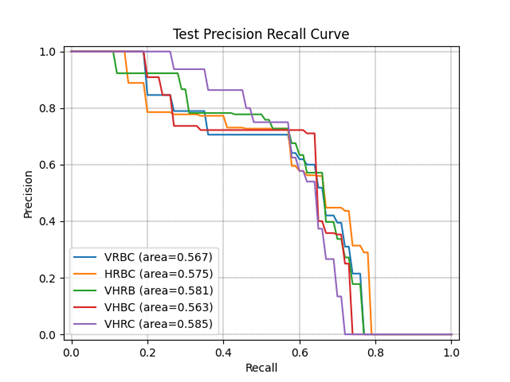 Test Precision Recall Curve
1.0
0.8
0.6
0.4
0.2
0.0
Precision
VRBC (area=0.567)
HRBC (area=0.575)
VHRB (area=0.581)
VHBC (area=0.563)
VHRC (area=0.585)
0.0 0.2 0.4 0.6 0.8 1.0
Recall